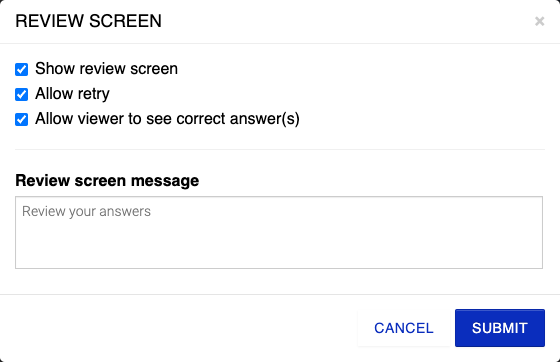 REVIEW SCREEN ×
Show review screen
Allow retry
Allow viewer to see correct answer(s)
Review screen message
Review your answers
CANCEL SUBMIT